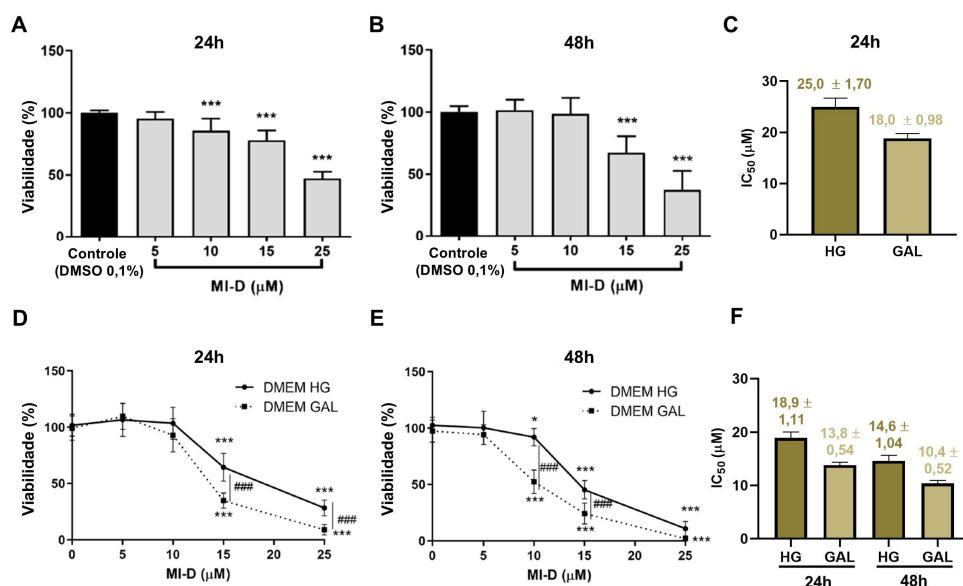 A
24h
Viabilidade (%)
150
100
50
0
***
***
***
Controle
(DMSO 0,1%)
5
10
15
25
MI-D (μM)
B
48h
Viabilidade (%)
150
100
50
0
***
***
Controle
(DMSO 0,1%)
5
10
15
25
MI-D (μM)
C
24h
IC50 (μM)
30
20
10
0
25,0 ± 1,70
18,0 ± 0,98
HG
GAL
D
24h
Viabilidade (%)
150
100
50
0
DMEM HG
DMEM GAL
***
###
***
***
###
***
0
5
10
15
20
25
MI-D (μM)
E
48h
Viabilidade (%)
150
100
50
0
DMEM HG
DMEM GAL
*
###
***
***
###
***
***
***
0
5
10
15
20
25
MI-D (μM)
F
IC50 (μM)
30
20
10
0
18,9 ±
1,11
13,8 ±
0,54
14,6 ±
1,04
10,4 ±
0,52
HG
GAL
HG
GAL
24h
48h